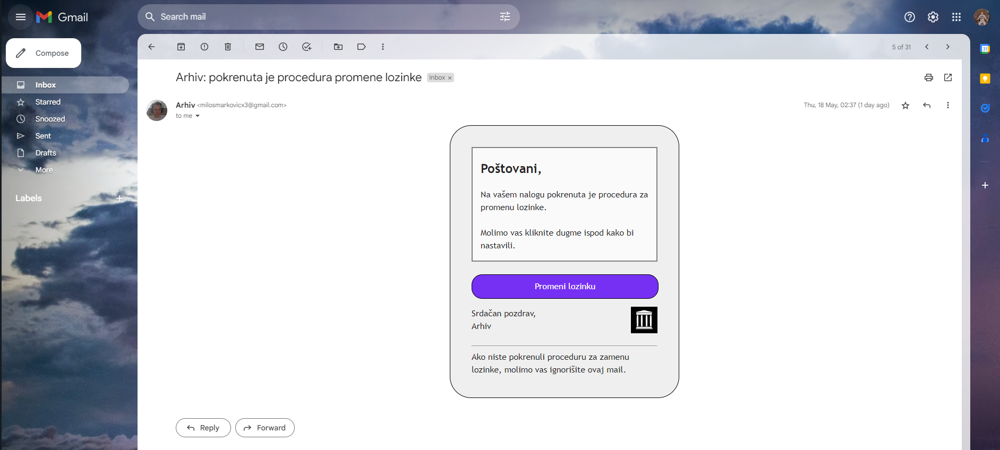 Gmail
Search mail
Compose
Inbox
Starred
Snoozed
Sent
Drafts
More
Labels
5 of 31
31
Arhiv: pokrenuta je procedura promene lozinke Inbox ×
Arhiv <milosmarkovicx3@gmail.com>
Thu, 18 May, 02:37 (1 day ago)
to me
Poštovani,
Na vašem nalogu pokrenuta je procedura za
promenu lozinke.
Molimo vas kliknite dugme ispod kako bi
nastavili.
Promeni lozinku
Srdačan pozdrav,
Arhiv
Ako niste pokrenuli proceduru za zamenu
lozinke, molimo vas ignorišite ovaj mail.
Reply
Forward